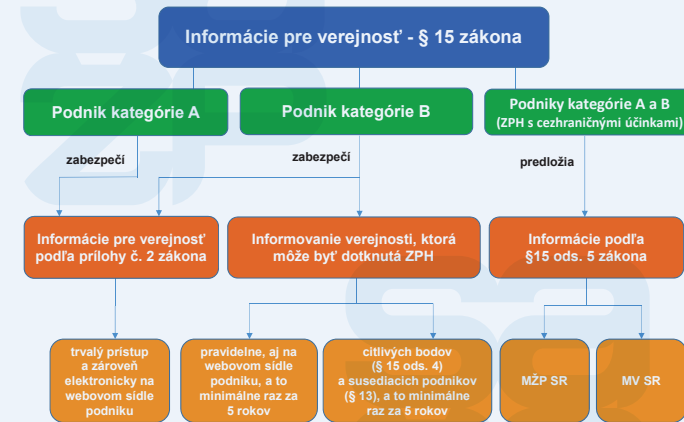 Informácie pre verejnosť - § 15 zákona
Podnik kategórie A
Podnik kategórie B
Podniky kategórie A a B
(ZPH s cezhraničnými účinkami)
zabezpečí
zabezpečí
predložia
Informácie pre verejnosť
podľa prílohy č. 2 zákona
Informovanie verejnosti, ktorá
môže byť dotknutá ZPH
Informácie podľa
§15 ods. 5 zákona
trvalý prístup
a zároveň
elektronicky na
webovom sídle
podniku
pravidelne, aj na
webovom sídle
podniku, a to
minimálne raz za
5 rokov
citlivých bodov
(§ 15 ods. 4)
a susediacich podnikov
(§ 13), a to minimálne
raz za 5 rokov
MŽP SR
MV SR